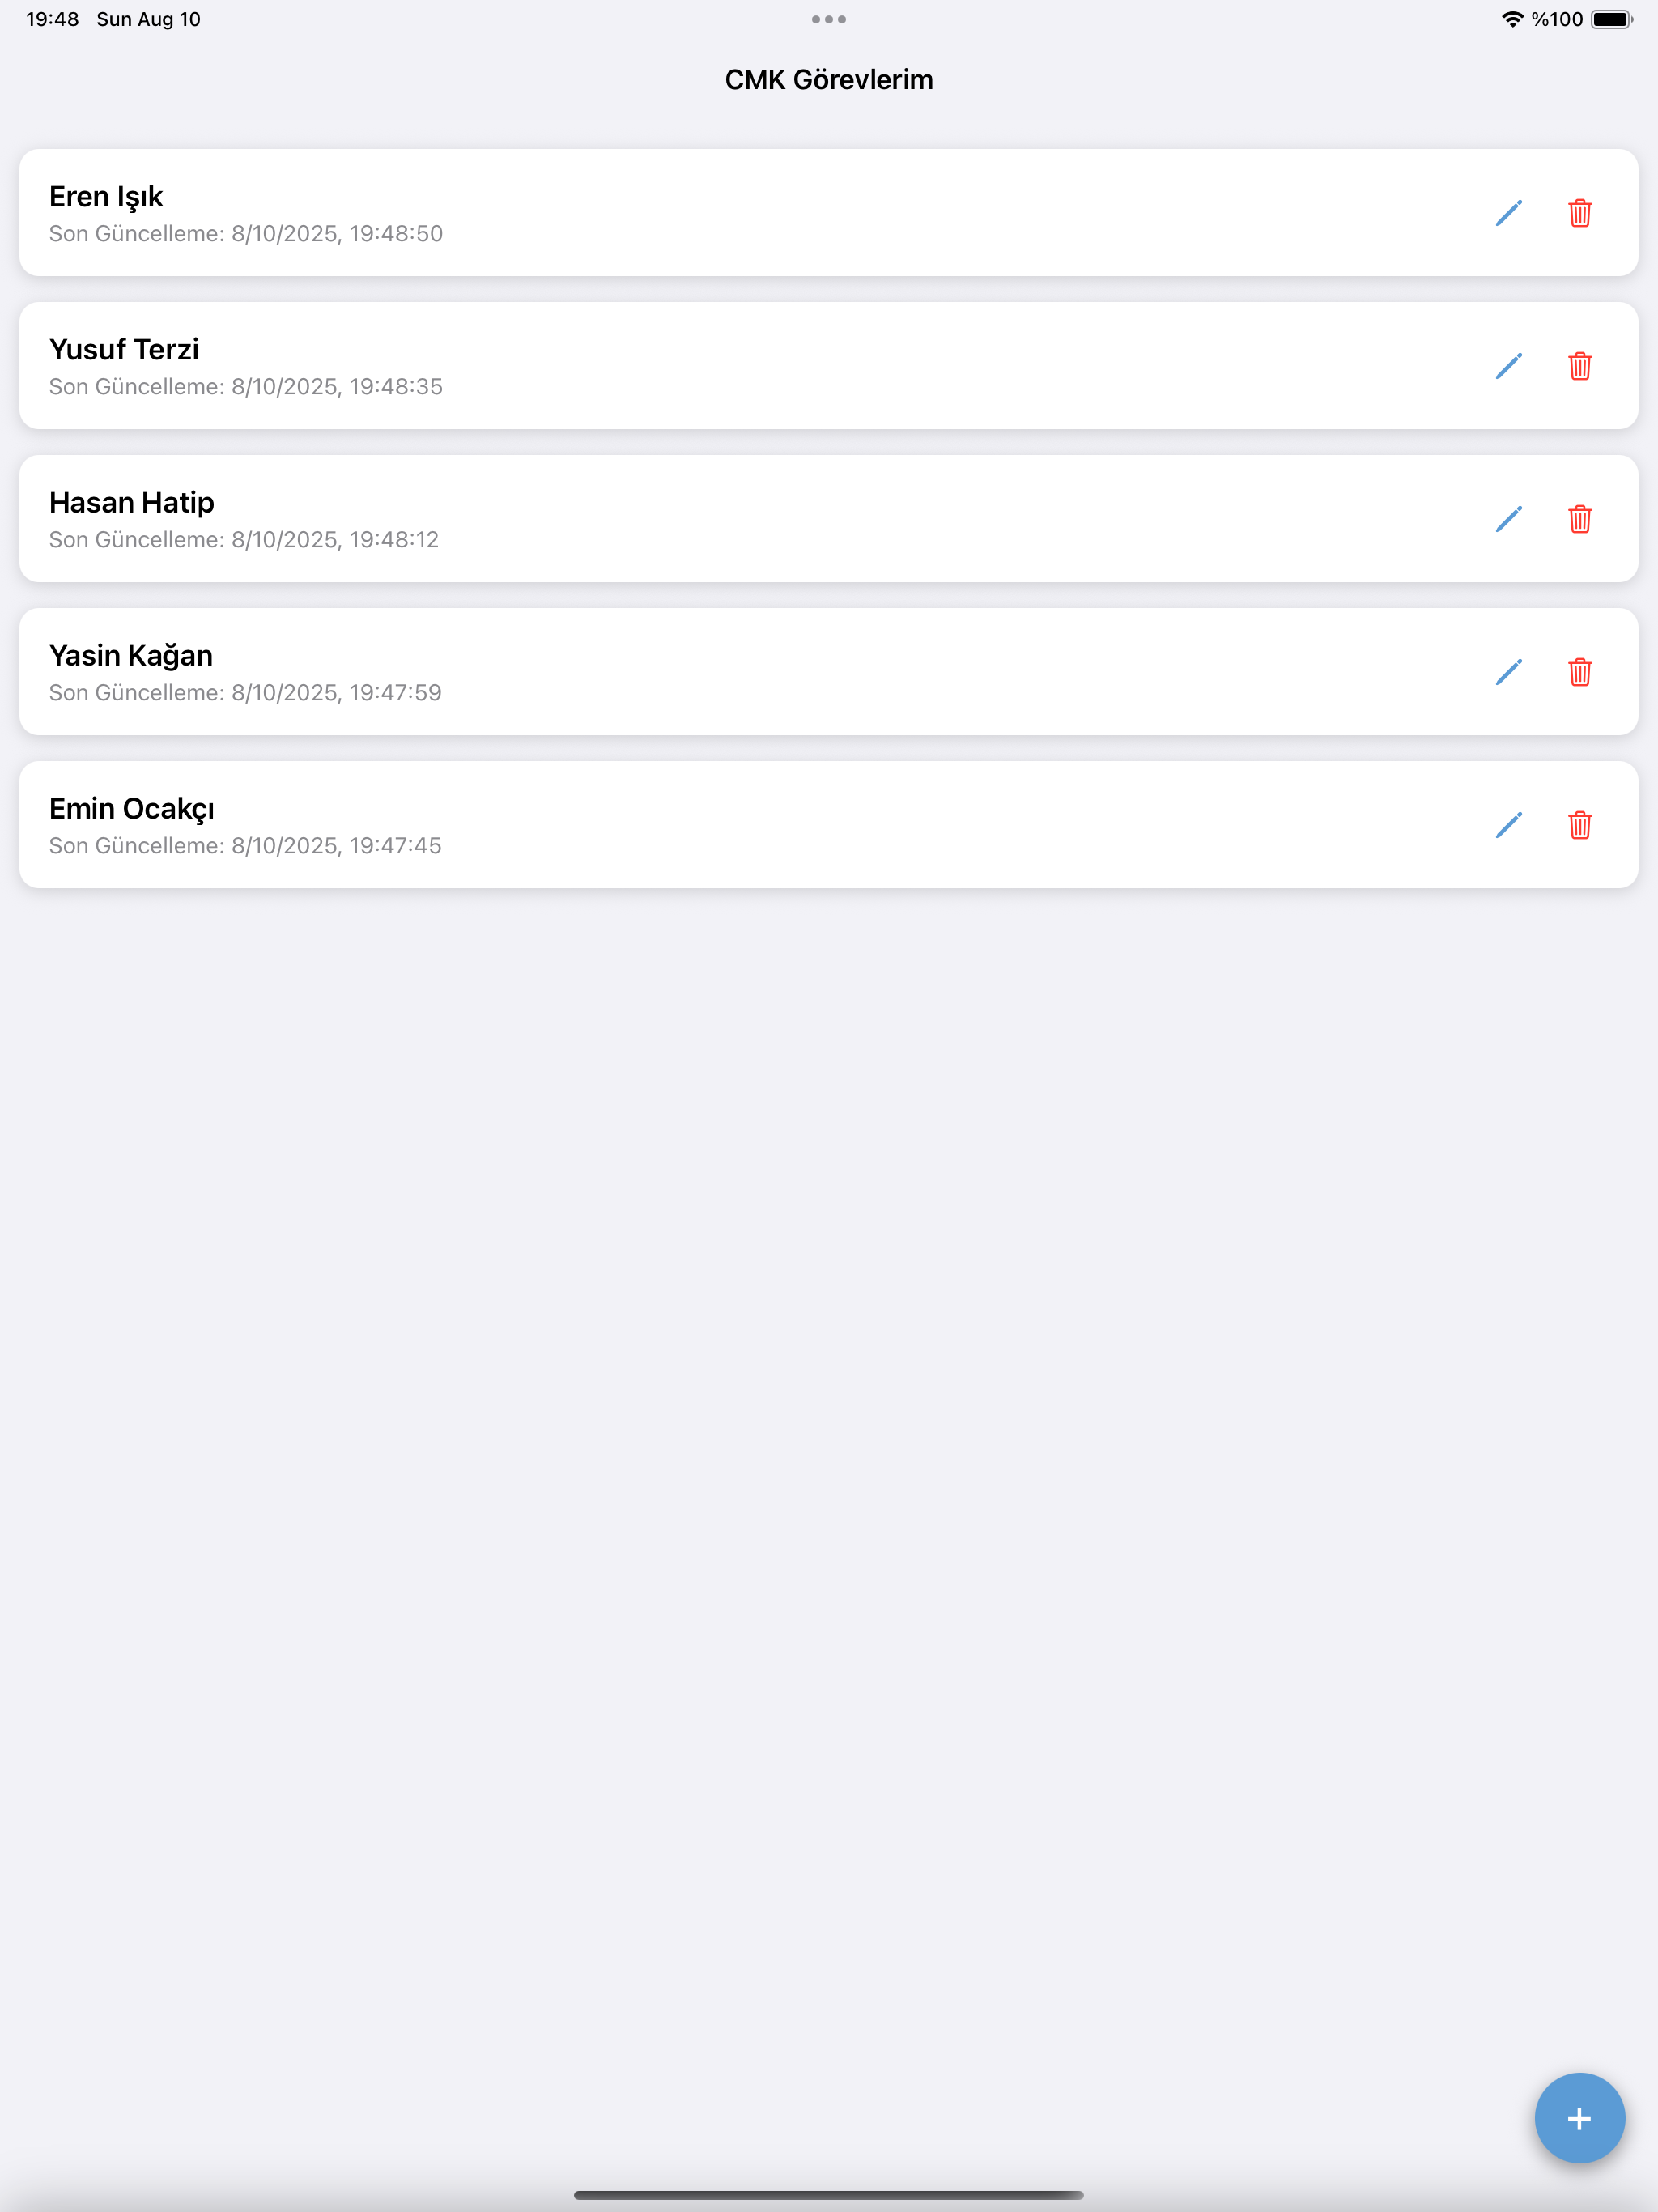 19:48 Sun Aug 10
%100
CMK Görevlerim
Eren Işık
Son Güncelleme: 8/10/2025, 19:48:50
Yusuf Terzi
Son Güncelleme: 8/10/2025, 19:48:35
Hasan Hatip
Son Güncelleme: 8/10/2025, 19:48:12
Yasin Kağan
Son Güncelleme: 8/10/2025, 19:47:59
Emin Ocakçı
Son Güncelleme: 8/10/2025, 19:47:45